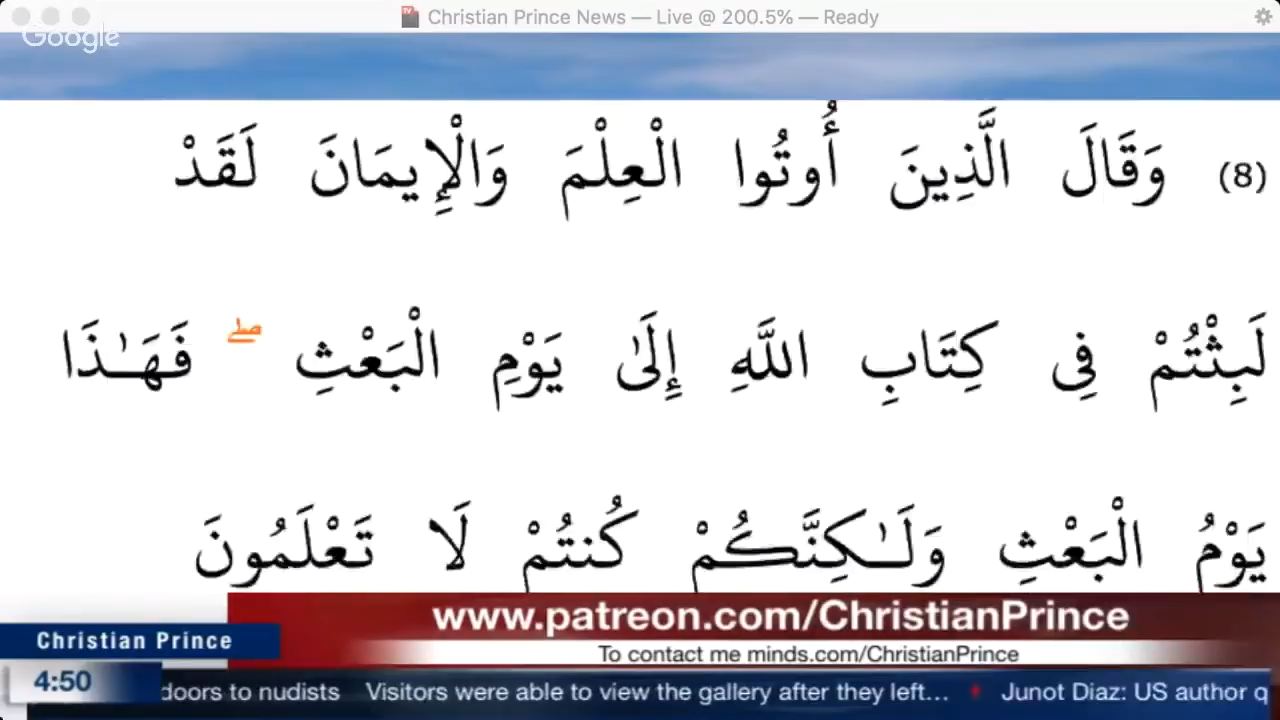 Christian Prince News — Live @ 200.5% — Ready
Google
(8) وَقَالَ الَّذِينَ أُوتُوا الْعِلْمَ وَالْإِيمَانَ لَقَدْ
لَبِثْتُمْ فِي كِتَابِ اللَّهِ إِلَىٰ يَوْمِ الْبَعْثِ ۖ فَهَـٰذَا
يَوْمُ الْبَعْثِ وَلَـٰكِنَّكُمْ كُنتُمْ لَا تَعْلَمُونَ
www.patreon.com/ChristianPrince
Christian Prince
To contact me minds.com/ChristianPrince
4:50
doors to nudists Visitors were able to view the gallery after they left... Junot Diaz: US author q